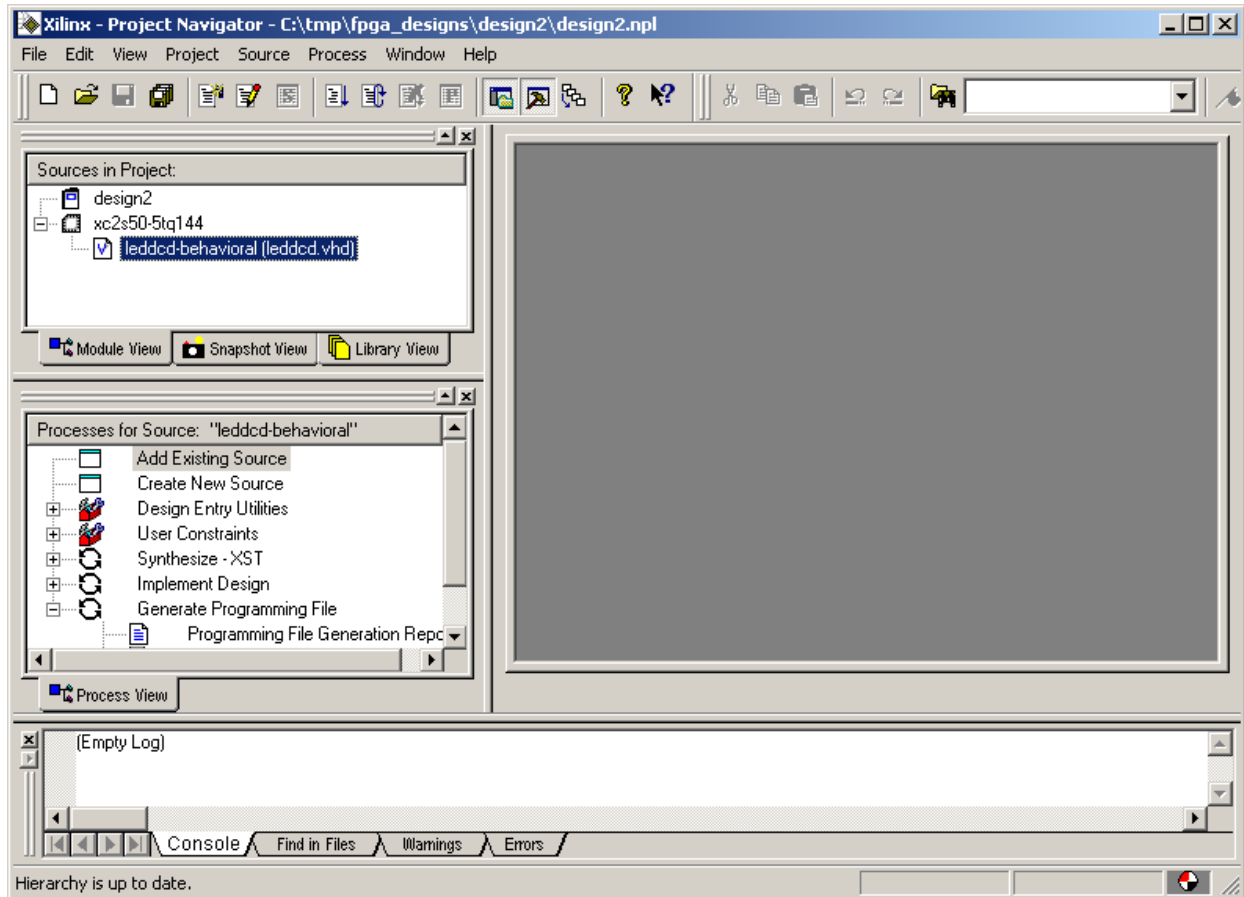 Xilinx - Project Navigator - C:\tmp\fpga_designs\design2\design2.npl
File Edit View Project Source Process Window Help
Sources in Project:
design2
xc2s50-5tq144
leddcd-behavioral (leddcd.vhd)
Module View Snapshot View Library View
Processes for Source: "leddcd-behavioral"
Add Existing Source
Create New Source
Design Entry Utilities
User Constraints
Synthesize - XST
Implement Design
Generate Programming File
Programming File Generation Repo
Process View
(Empty Log)
Console Find in Files Warnings Errors
Hierarchy is up to date.